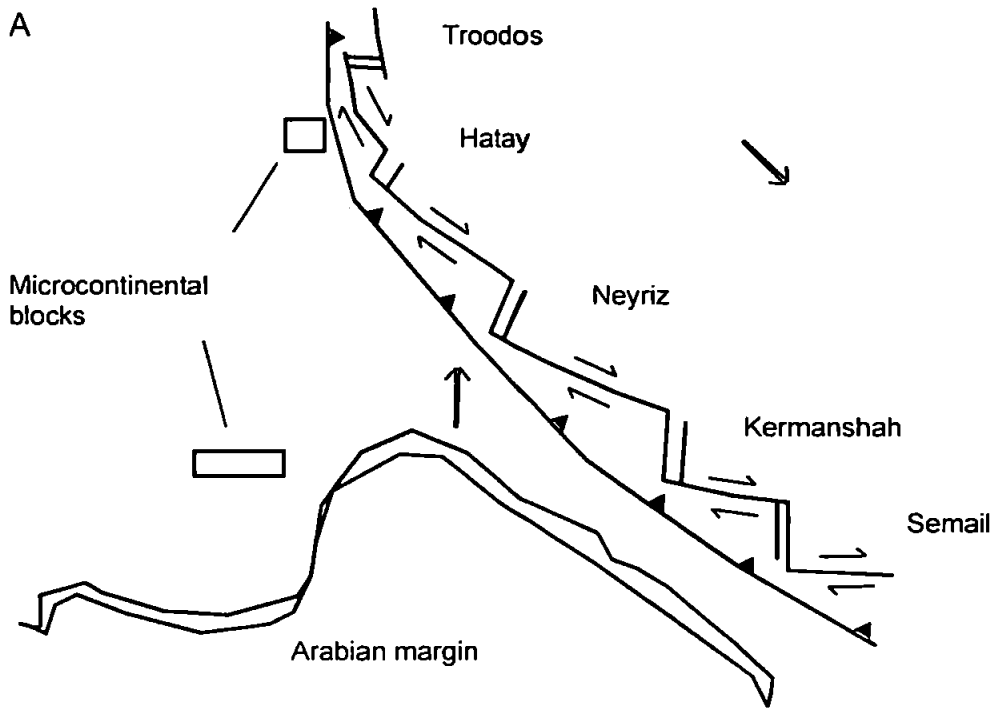 A
Troodos
Hatay
Microcontinental
blocks
Neyriz
Kermanshah
Semail
Arabian margin